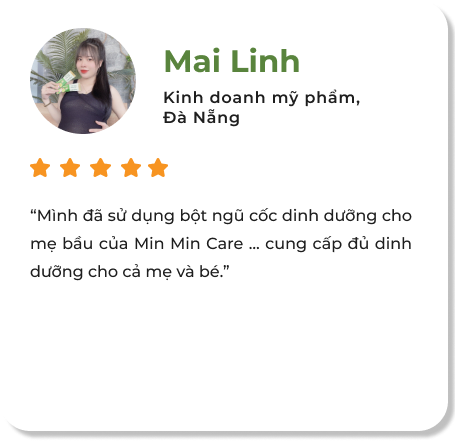 Mai Linh
Kinh doanh mỹ phẩm,
Đà Nẵng
“Mình đã sử dụng bột ngũ cốc dinh dưỡng cho
mẹ bầu của Min Min Care ... cung cấp đủ dinh
dưỡng cho cả mẹ và bé.”